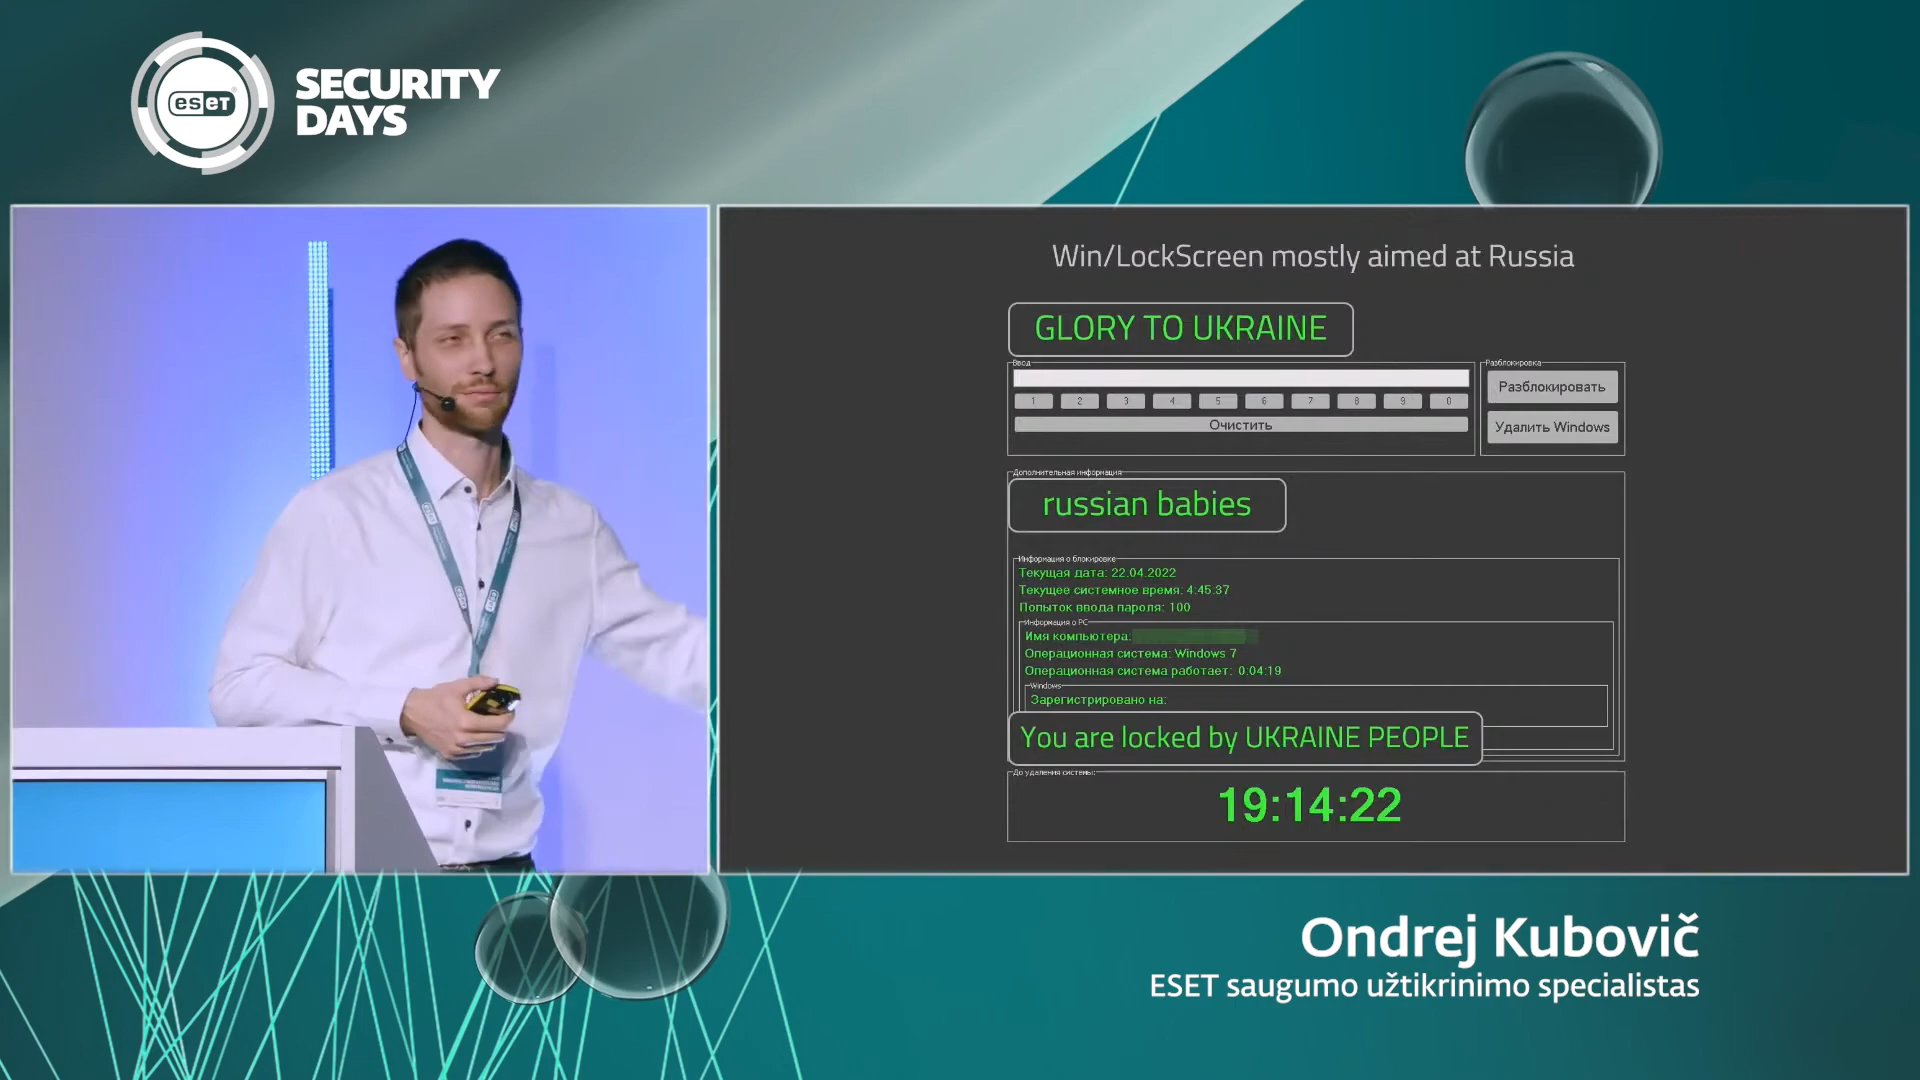 eset
SECURITY
DAYS
Win/LockScreen mostly aimed at Russia
GLORY TO UKRAINE
Ввод
1 2 3 4 5 6 7 8 9 0
Очистить
Разблокировка
Разблокировать
Удалить Windows
Дополнительная информация
russian babies
Информация о блокировке
Текущая дата: 22.04.2022
Текущее системное время: 4:45:37
Попыток ввода пароля: 100
Информация о PC
Имя компьютера:
Операционная система: Windows 7
Операционная система работает: 0:04:19
Windows
Зарегистрировано на:
You are locked by UKRAINE PEOPLE
До удаления системы:
19:14:22
Ondrej Kubovič
ESET saugumo užtikrinimo specialistas